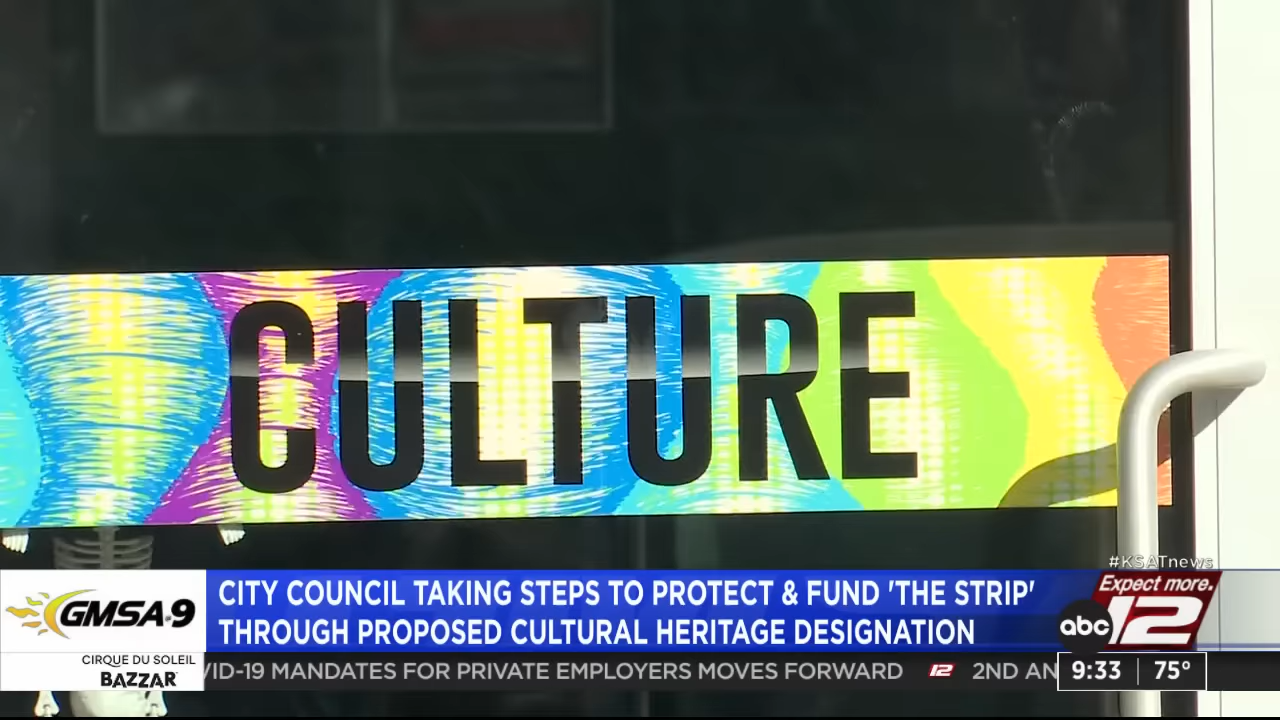 CULTURE
#KSATnews
GMSA@9
CITY COUNCIL TAKING STEPS TO PROTECT & FUND 'THE STRIP'
THROUGH PROPOSED CULTURAL HERITAGE DESIGNATION
Expect more.
abc 12
CIRQUE DU SOLEIL
BAZZAR
VID-19 MANDATES FOR PRIVATE EMPLOYERS MOVES FORWARD 12 2ND AN
9:33 75°